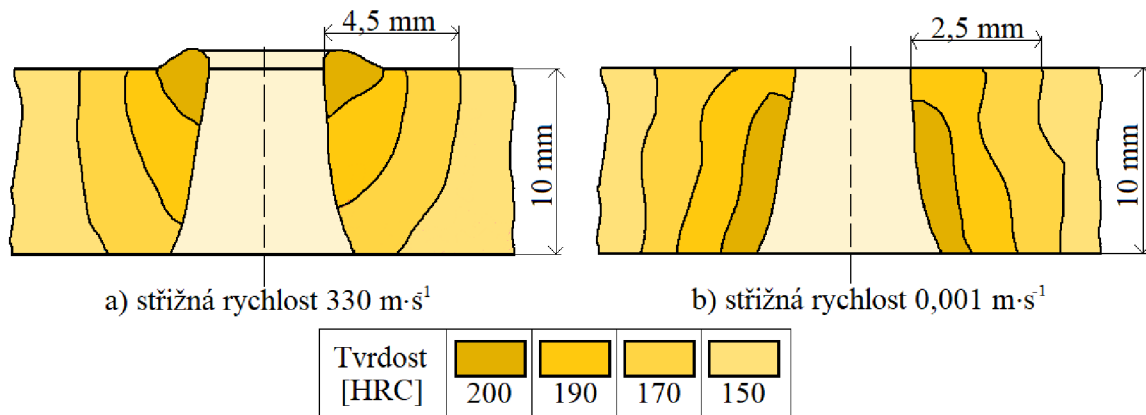 4,5 mm
2,5 mm
10 mm
10 mm
a) střižná rychlost 330 m·s¹
b) střižná rychlost 0,001 m·s⁻¹
Tvrdost
[HRC]
200
190
170
150